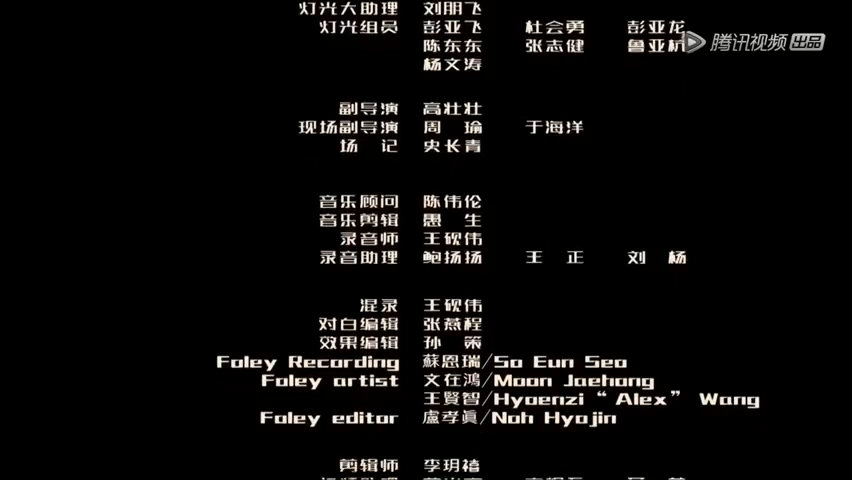 灯光大助理 刘朋飞
灯光组员 彭亚飞 杜会勇 彭亚龙
陈东东 张志健 鲁亚杭
腾讯视频 出品
杨文涛
副导演 高壮壮
现场副导演 周 瑜 于海洋
场 记 史长青
音乐顾问 陈伟伦
音乐剪辑 愚 生
录音师 王砚伟
录音助理 鲍扬扬 王 正 刘 杨
混录 王砚伟
对白编辑 张燕程
效果编辑 孙 策
Foley Recording 蘇恩瑞/So Eun Seo
Foley artist 文在鴻/Moon Jaehong
王賢智/Hyoenzi“Alex” Wang
Foley editor 盧孝眞/Noh Hyojin
剪辑师 李玥禧